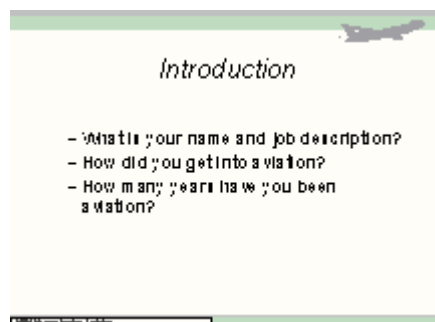 Introduction
– What is your name and job description?
– How did you get into aviation?
– How many years have you been
aviation?